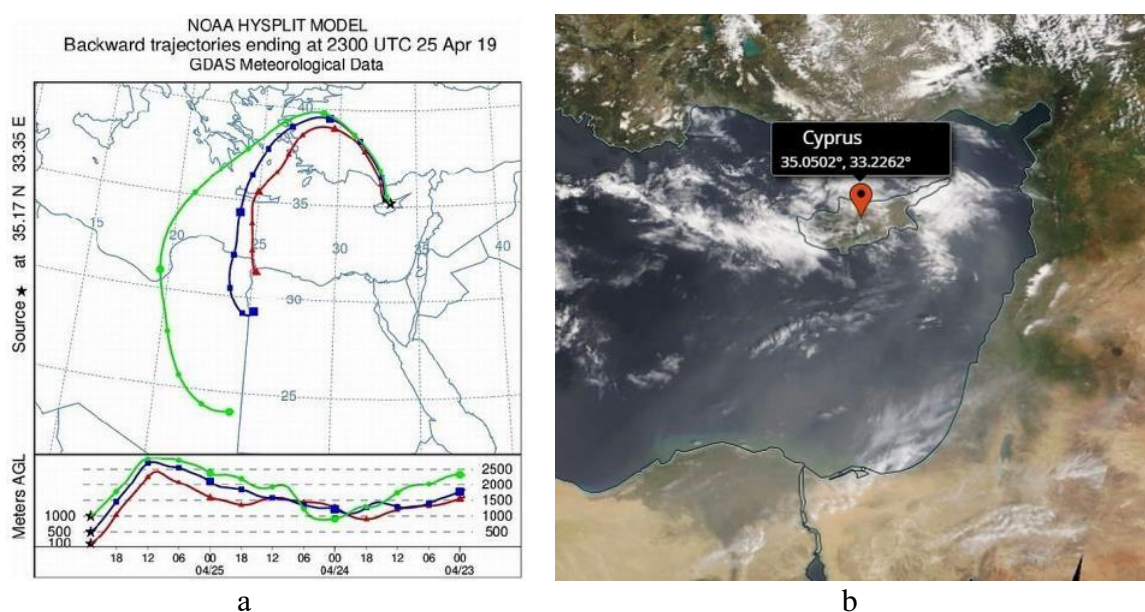 NOAA HYSPLIT MODEL
Backward trajectories ending at 2300 UTC 25 Apr 19
GDAS Meteorological Data
Source ★ at 35.17 N 33.35 E
40
15
20
25
35
30
35
40
30
25
Meters AGL
2500
2000
1500
1000
1000
500
500
100
18 12 06 00 18 12 06 00 18 12 06 00
04/25 04/24 04/23
Cyprus
35.0502°, 33.2262°
a b